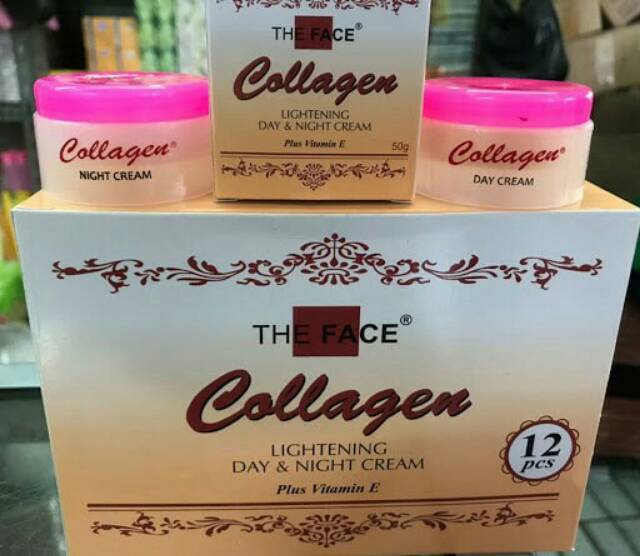 THE FACE®
Collagen
LIGHTENING
DAY & NIGHT CREAM
Plus Vitamin E
50g
Collagen®
NIGHT CREAM
Collagen®
DAY CREAM
THE FACE®
Collagen
LIGHTENING
DAY & NIGHT CREAM
Plus Vitamin E
12
pcs